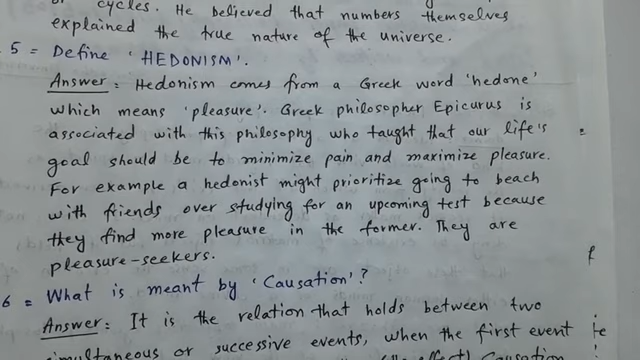 cycles. He believed that numbers themselves
explained the true nature of the universe.
5 = Define 'HEDONISM'.
Answer: Hedonism comes from a Greek word 'hedone'
which means 'pleasure'. Greek philosopher Epicurus is
associated with this philosophy who taught that our life's
goal should be to minimize pain and maximize pleasure.
For example a hedonist might prioritize going to beach
with friends over studying for an upcoming test because
they find more pleasure in the former. They are
pleasure-seekers.
6 = What is meant by 'Causation'?
Answer: It is the relation that holds between two
simultaneous or successive events, when the first event
effect) Causation